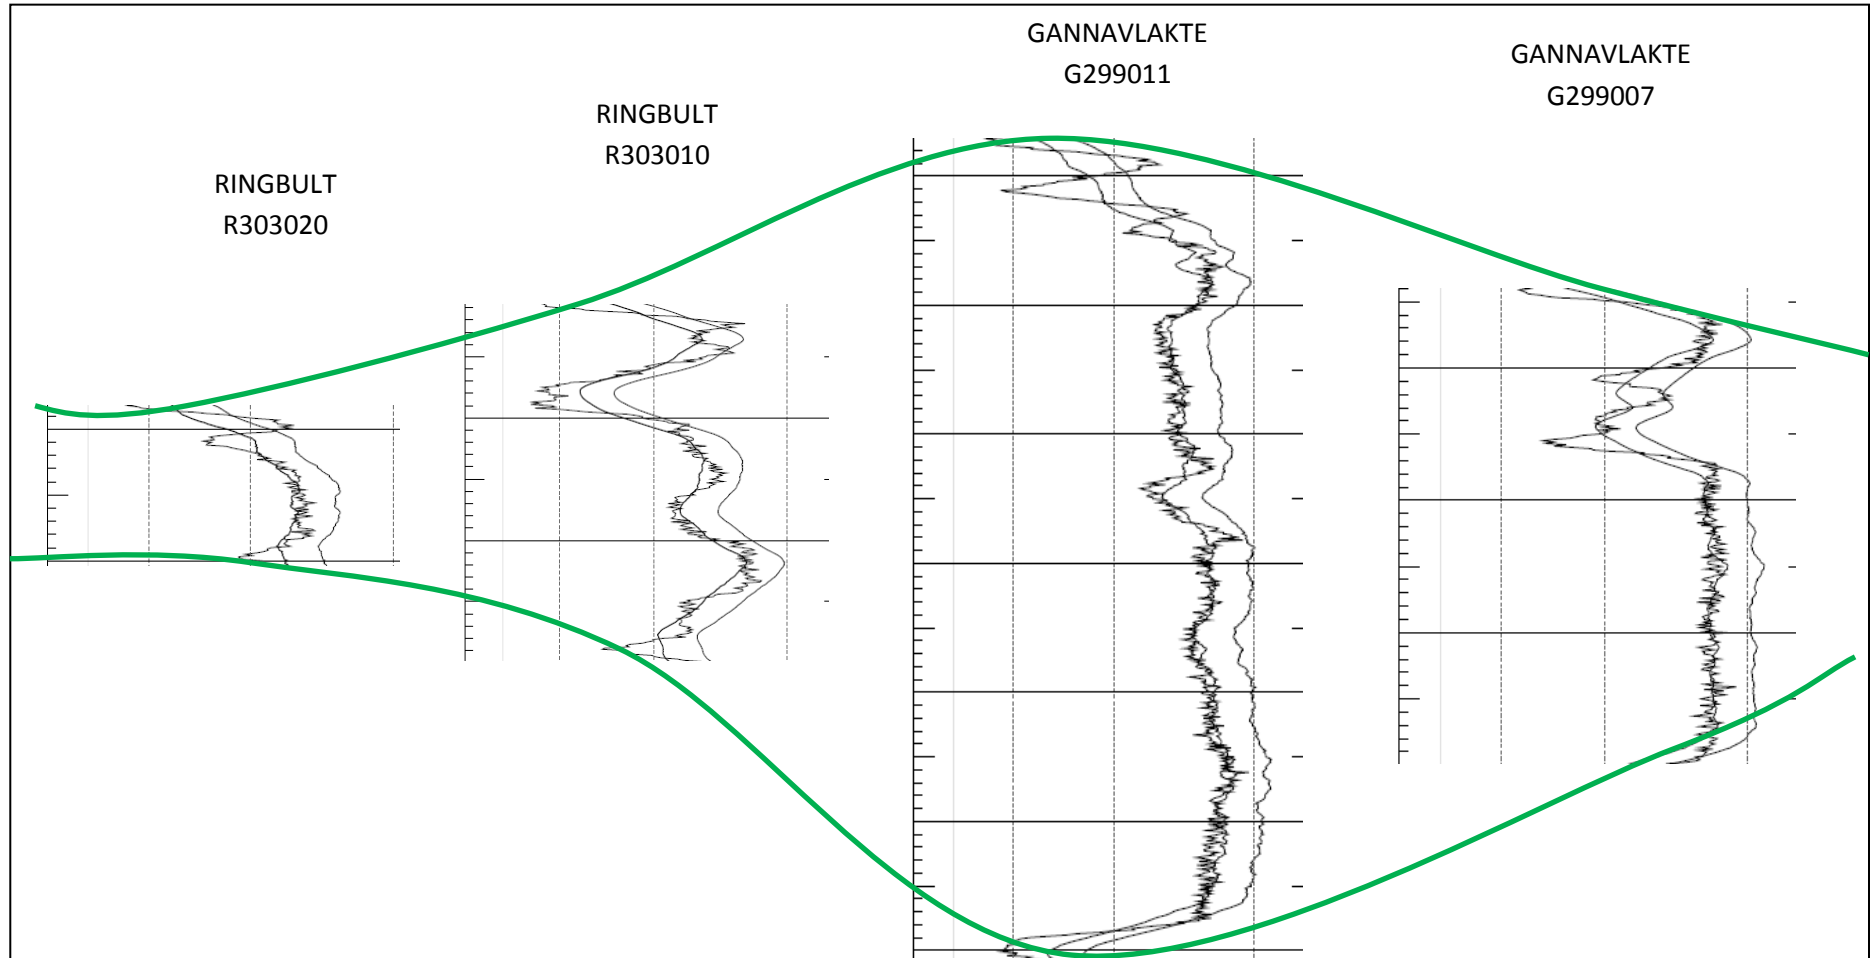 RINGBULT
R303020
RINGBULT
R303010
GANNAVLAKTE
G299011
GANNAVLAKTE
G299007